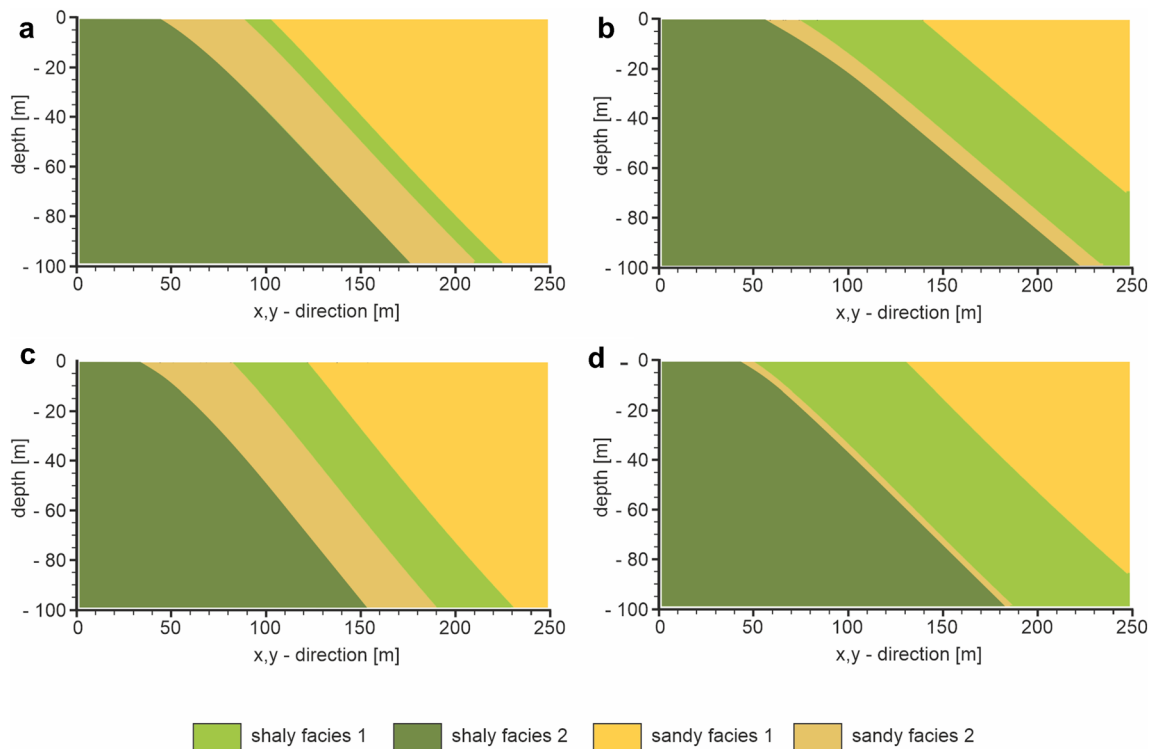 a
depth [m]
0
- 20
- 40
- 60
- 80
- 100
0 50 100 150 200 250
x,y - direction [m]
b
depth [m]
0
- 20
- 40
- 60
- 80
- 100
0 50 100 150 200 250
x,y - direction [m]
c
depth [m]
0
- 20
- 40
- 60
- 80
- 100
0 50 100 150 200 250
x,y - direction [m]
d
depth [m]
- 0
- 20
- 40
- 60
- 80
- 100
0 50 100 150 200 250
x,y - direction [m]
shaly facies 1 shaly facies 2 sandy facies 1 sandy facies 2